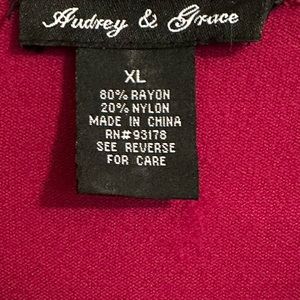 Audrey & Grace
XL
80% RAYON
20% NYLON
MADE IN CHINA
RN#93178
SEE REVERSE
FOR CARE